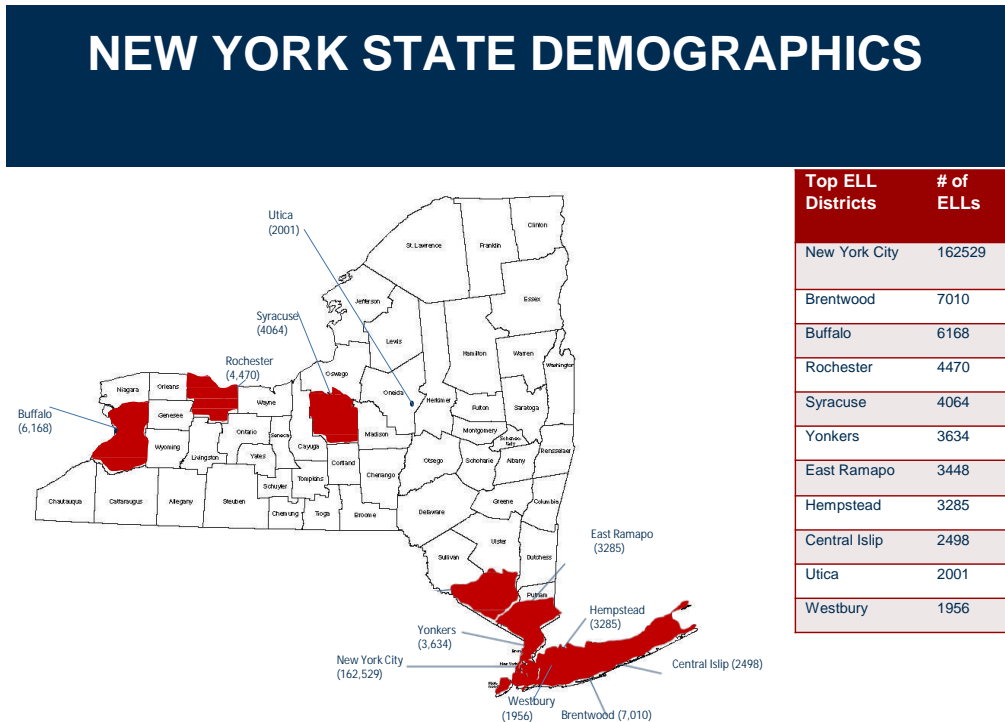 NEW YORK STATE DEMOGRAPHICS
Top ELL
Districts
# of
ELLs
New York City 162529
Brentwood 7010
Buffalo 6168
Rochester 4470
Syracuse 4064
Yonkers 3634
East Ramapo 3448
Hempstead 3285
Central Islip 2498
Utica 2001
Westbury 1956
Utica
(2001)
Syracuse
(4064)
Rochester
(4,470)
Buffalo
(6,168)
East Ramapo
(3285)
Hempstead
(3285)
Yonkers
(3,634)
New York City
(162,529)
Central Islip (2498)
Westbury
(1956)
Brentwood (7,010)
Clinton
Franklin
St. Lawrence
Essex
Jefferson
Lewis
Hamilton
Warren
Washington
Oswego
Oneida
Herkimer
Fulton
Saratoga
Niagara
Orleans
Wayne
Genesee
Ontario
Seneca
Cayuga
Madison
Montgomery
Wyoming
Livingston
Yates
Cortland
Otsego
Schoharie
Albany
Rensselaer
Chenango
Tompkins
Schuyler
Chautauqua
Cattaraugus
Allegany
Steuben
Chemung
Tioga
Broome
Delaware
Greene
Columbia
Ulster
Sullivan
Dutchess
Putnam